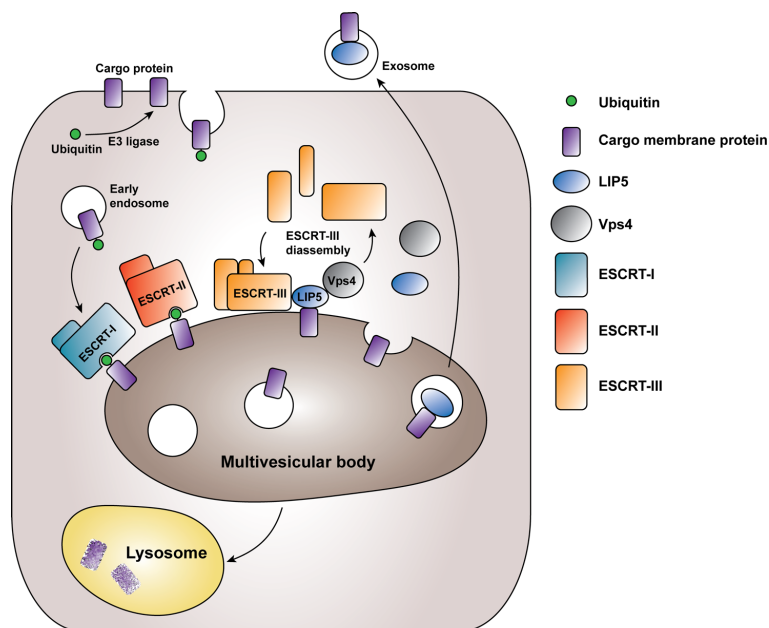 Cargo protein
Exosome
E3 ligase
Ubiquitin
Early
endosome
ESCRT-III
diassembly
ESCRT-II
ESCRT-III
LIP5
Vps4
ESCRT-I
Multivesicular body
Lysosome
Ubiquitin
Cargo membrane protein
LIP5
Vps4
ESCRT-I
ESCRT-II
ESCRT-III